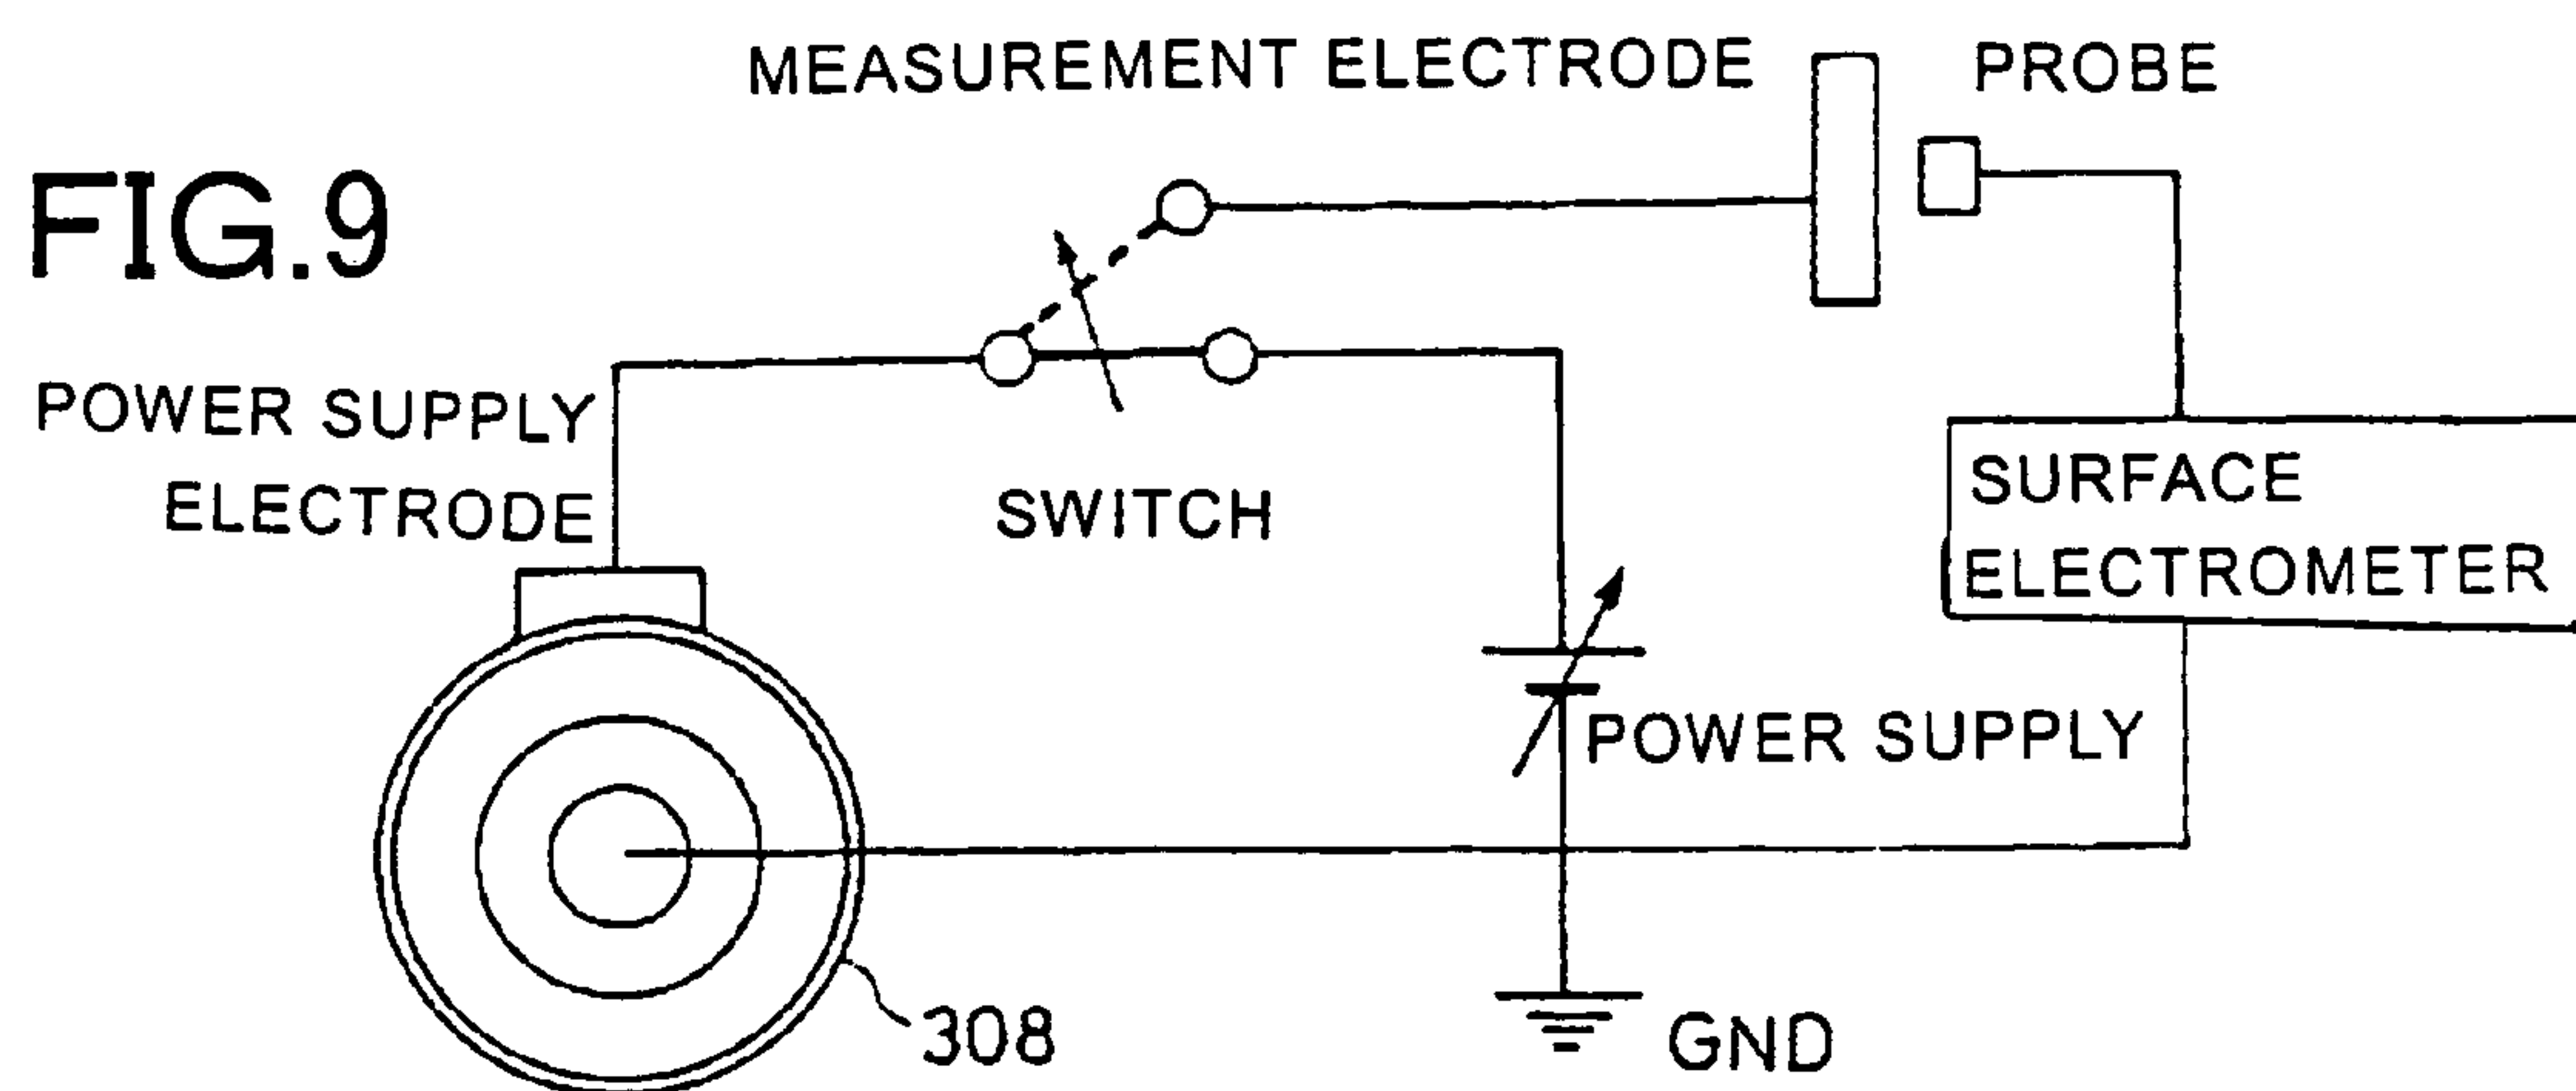 MEASUREMENT ELECTRODE
PROBE
FIG.9
POWER SUPPLY
ELECTRODE
SWITCH
SURFACE
ELECTROMETER
POWER SUPPLY
308
GND